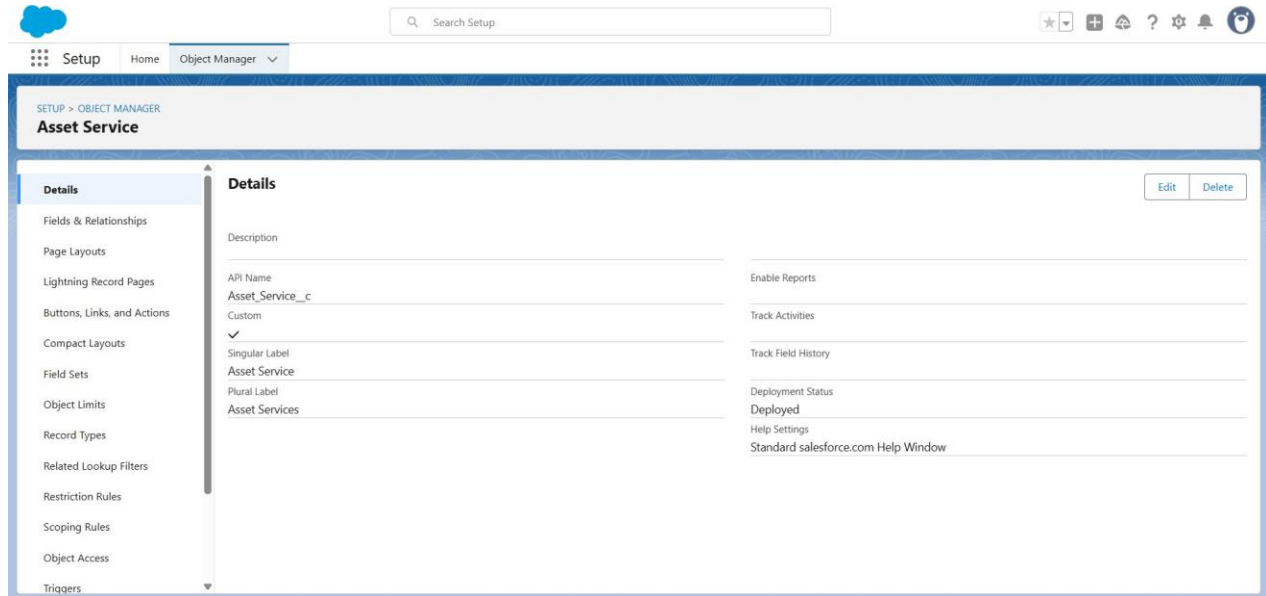 Search Setup
Setup
Home
Object Manager
SETUP > OBJECT MANAGER
Asset Service
Details
Fields & Relationships
Page Layouts
Lightning Record Pages
Buttons, Links, and Actions
Compact Layouts
Field Sets
Object Limits
Record Types
Related Lookup Filters
Restriction Rules
Scoping Rules
Object Access
Triggers
Details
Edit
Delete
Description
API Name
Asset_Service__c
Custom
Singular Label
Asset Service
Plural Label
Asset Services
Enable Reports
Track Activities
Track Field History
Deployment Status
Deployed
Help Settings
Standard salesforce.com Help Window